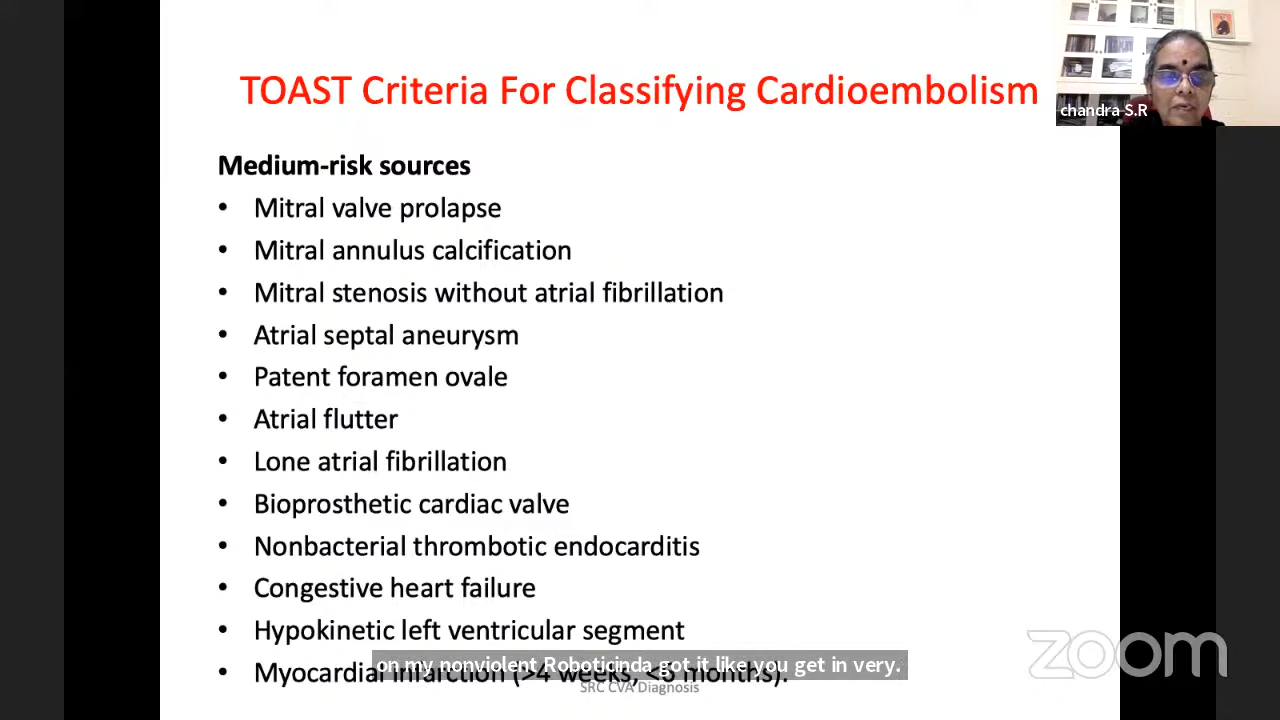 TOAST Criteria For Classifying Cardioembolism
chandra S.R
Medium-risk sources
• Mitral valve prolapse
• Mitral annulus calcification
• Mitral stenosis without atrial fibrillation
• Atrial septal aneurysm
• Patent foramen ovale
• Atrial flutter
• Lone atrial fibrillation
• Bioprosthetic cardiac valve
• Nonbacterial thrombotic endocarditis
• Congestive heart failure
• Hypokinetic left ventricular segment
on my nonviolent Roboticinda got it like you get in very.
• Myocardial infarction (>4 weeks, <6 months).
SRC CVA Diagnosis
zoom